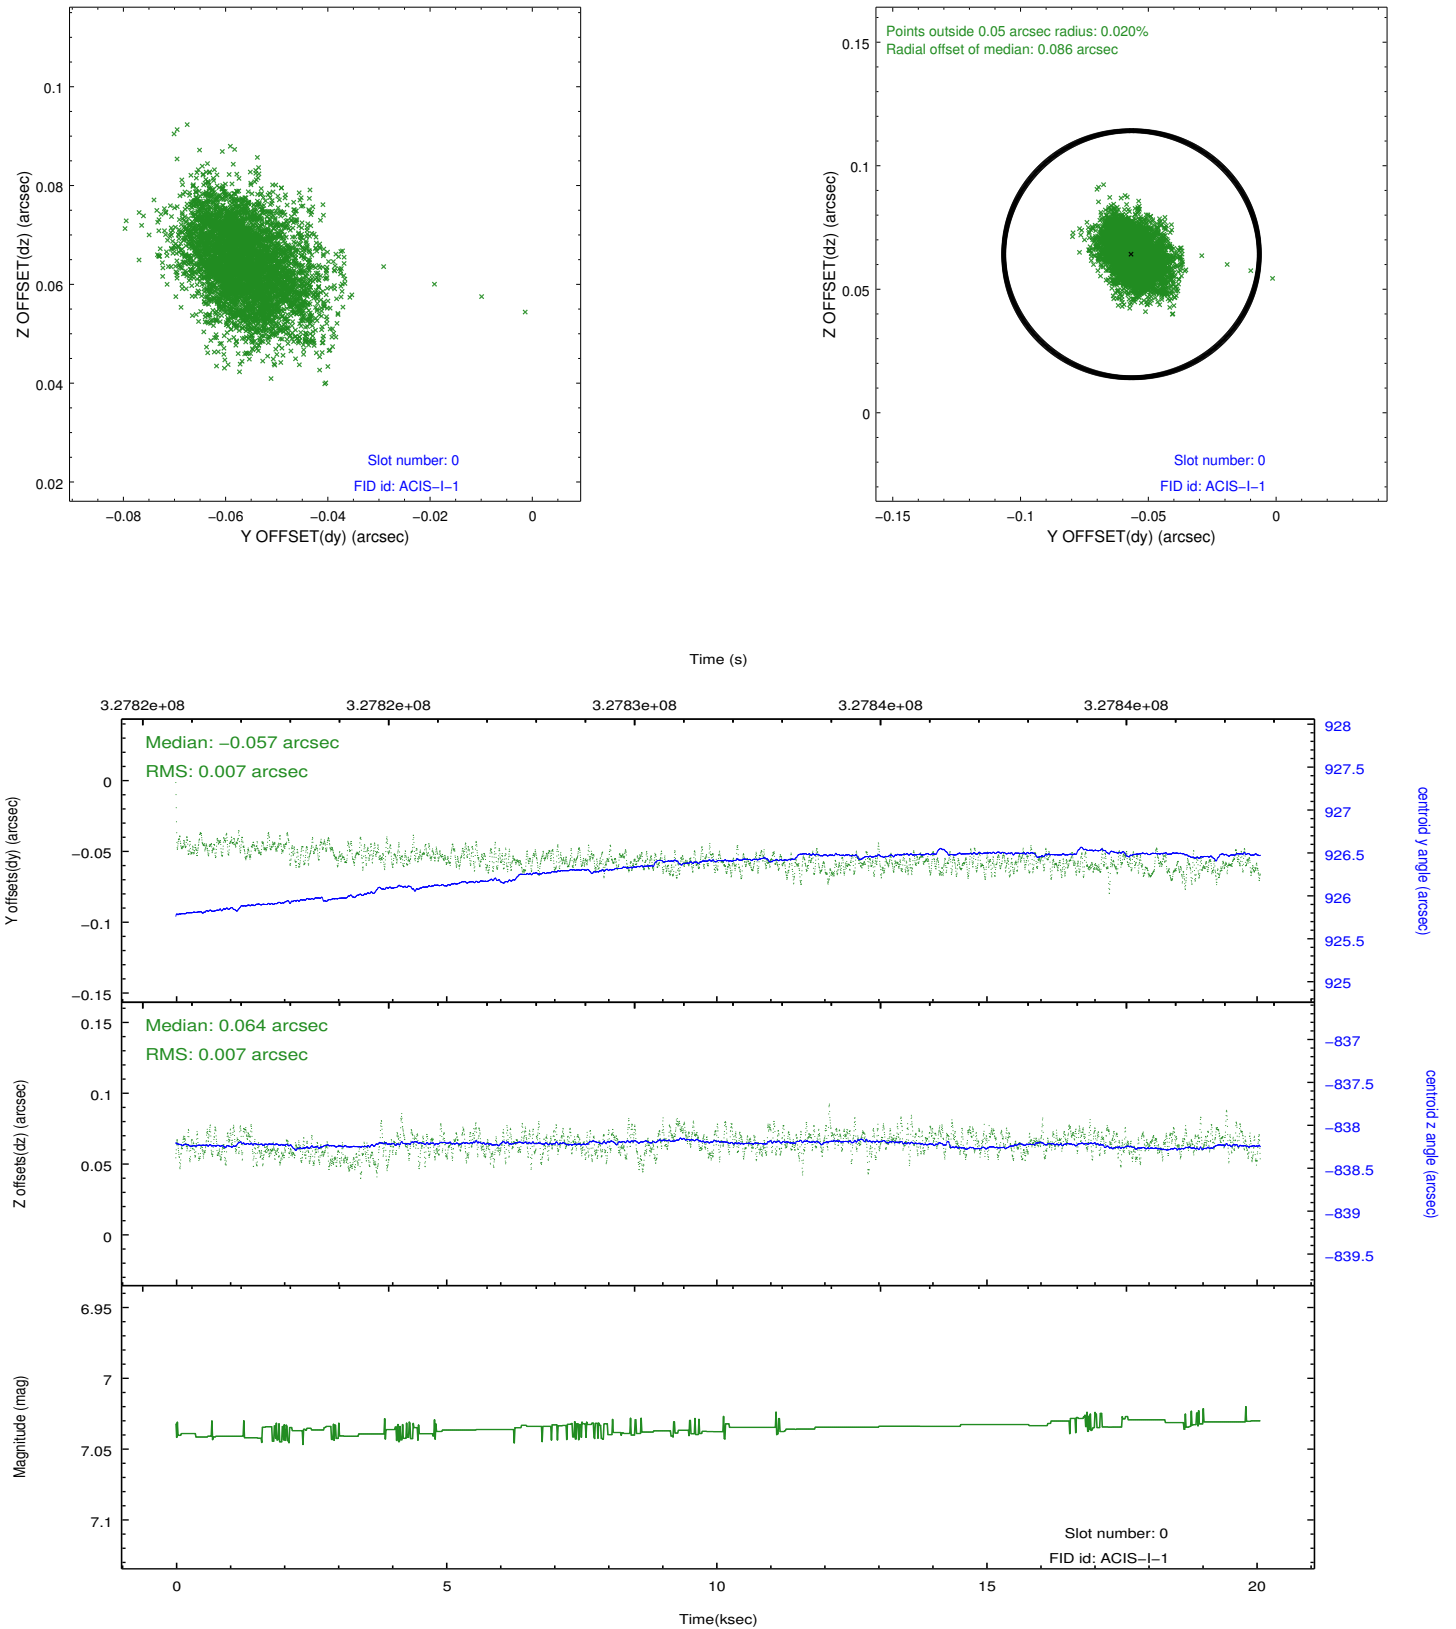 0.1
0.08
0.06
0.04
0.02
Z OFFSET(dz) (arcsec)
−0.08 −0.06 −0.04 −0.02 0
Y OFFSET(dy) (arcsec)
Slot number: 0
FID id: ACIS−I−1
Points outside 0.05 arcsec radius: 0.020%
Radial offset of median: 0.086 arcsec
0.15
0.1
0.05
0
Z OFFSET(dz) (arcsec)
−0.15 −0.1 −0.05 0
Y OFFSET(dy) (arcsec)
Slot number: 0
FID id: ACIS−I−1
Time (s)
3.2782e+08 3.2782e+08 3.2783e+08 3.2784e+08 3.2784e+08
Median: −0.057 arcsec
RMS: 0.007 arcsec
0
−0.05
−0.1
−0.15
Y offsets(dy) (arcsec)
928
927.5
927
926.5
926
925.5
925
centroid y angle (arcsec)
Median: 0.064 arcsec
RMS: 0.007 arcsec
0.15
0.1
0.05
0
Z offsets(dz) (arcsec)
−837
−837.5
−838
−838.5
−839
−839.5
centroid z angle (arcsec)
6.95
7
7.05
7.1
Magnitude (mag)
Slot number: 0
FID id: ACIS−I−1
0 5 10 15 20
Time(ksec)